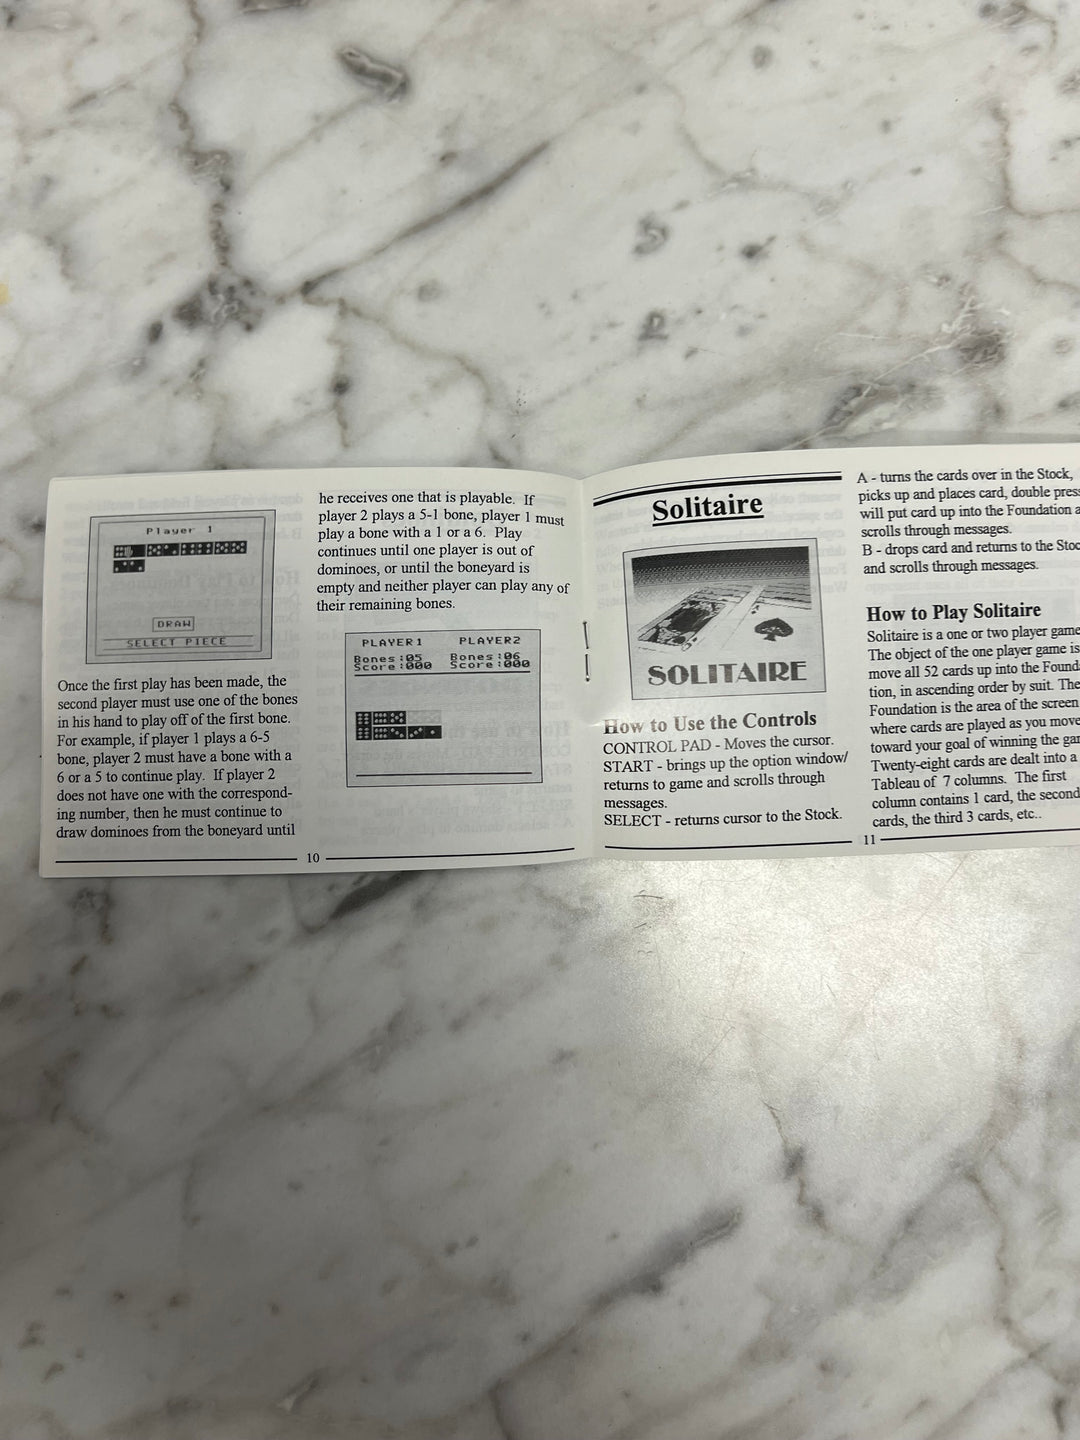 Player 1
DRAW
SELECT PIECE
Once the first play has been made, the
second player must use one of the bones
in his hand to play off of the first bone.
For example, if player 1 plays a 6-5
bone, player 2 must have a bone with a
6 or a 5 to continue play. If player 2
does not have one with the correspond-
ing number, then he must continue to
draw dominoes from the boneyard until
he receives one that is playable. If
player 2 plays a 5-1 bone, player 1 must
play a bone with a 1 or a 6. Play
continues until one player is out of
dominoes, or until the boneyard is
empty and neither player can play any of
their remaining bones.
PLAYER1 PLAYER2
Bones:05 Bones:06
Score:000 Score:000
10
Solitaire
SOLITAIRE
How to Use the Controls
CONTROL PAD - Moves the cursor.
START - brings up the option window/
returns to game and scrolls through
messages.
SELECT - returns cursor to the Stock.
A - turns the cards over in the Stock,
picks up and places card, double press
will put card up into the Foundation a
scrolls through messages.
B - drops card and returns to the Stoc
and scrolls through messages.
How to Play Solitaire
Solitaire is a one or two player game
The object of the one player game is
move all 52 cards up into the Found
tion, in ascending order by suit. The
Foundation is the area of the screen
where cards are played as you move
toward your goal of winning the gam
Twenty-eight cards are dealt into a
Tableau of 7 columns. The first
column contains 1 card, the second
cards, the third 3 cards, etc..
11